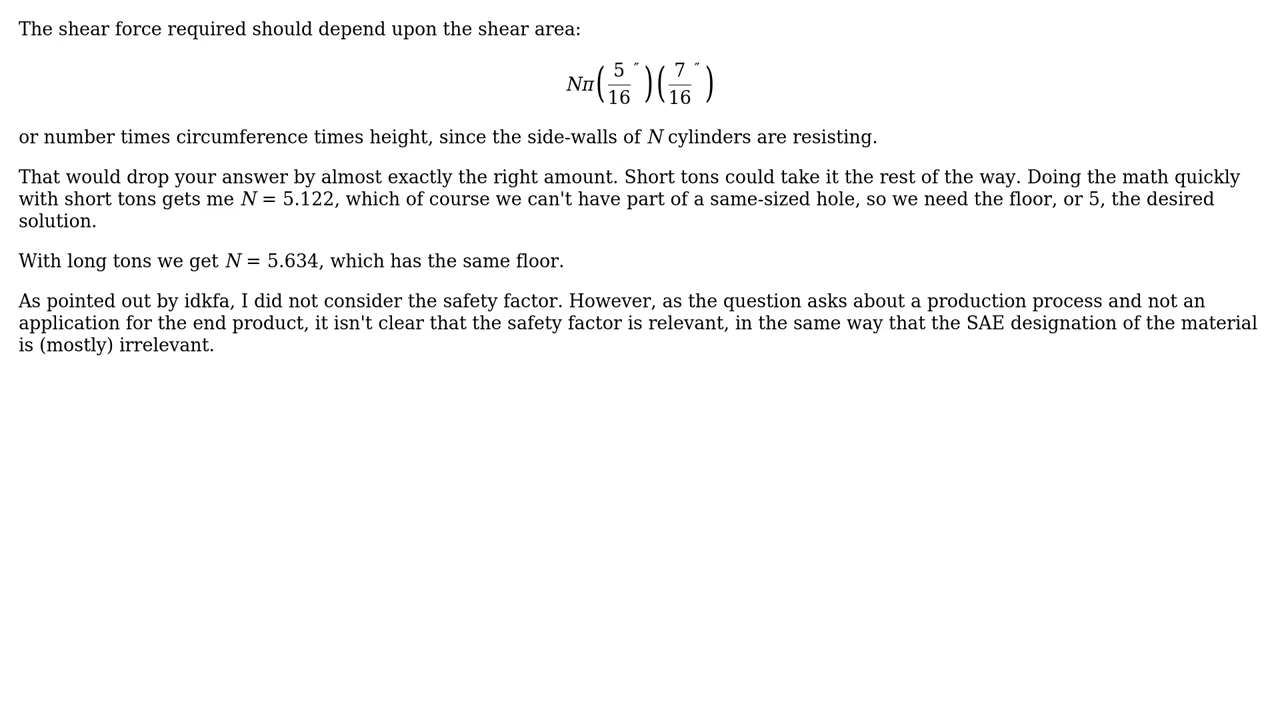 The shear force required should depend upon the shear area:
Nπ(5/16 ″)(7/16 ″)
or number times circumference times height, since the side-walls of N cylinders are resisting.
That would drop your answer by almost exactly the right amount. Short tons could take it the rest of the way. Doing the math quickly
with short tons gets me N = 5.122, which of course we can't have part of a same-sized hole, so we need the floor, or 5, the desired
solution.
With long tons we get N = 5.634, which has the same floor.
As pointed out by idkfa, I did not consider the safety factor. However, as the question asks about a production process and not an
application for the end product, it isn't clear that the safety factor is relevant, in the same way that the SAE designation of the material
is (mostly) irrelevant.